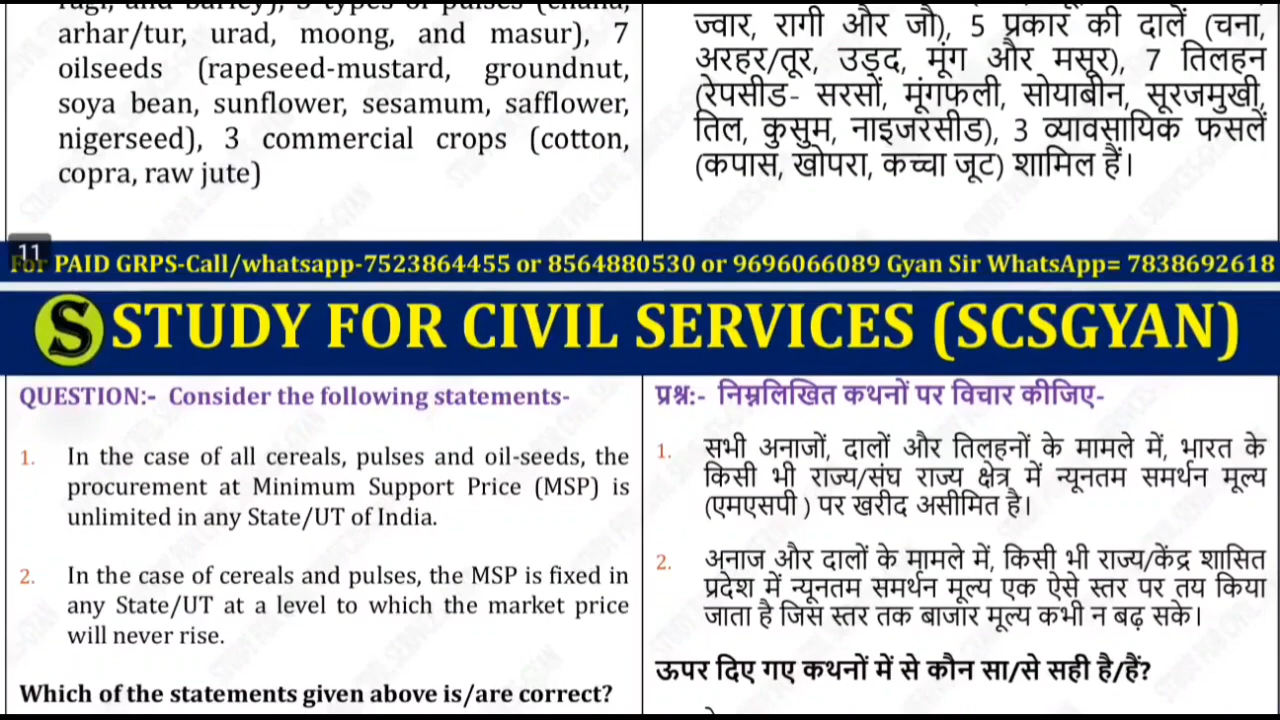 ragi, and barley), 5 types of pulses (chana,
arhar/tur, urad, moong, and masur), 7
oilseeds (rapeseed-mustard, groundnut,
soya bean, sunflower, sesamum, safflower,
nigerseed), 3 commercial crops (cotton,
copra, raw jute)
ज्वार, रागी और जौ), 5 प्रकार की दालें (चना,
अरहर/तूर, उड़द, मूंग और मसूर), 7 तिलहन
(रेपसीड- सरसों, मूंगफली, सोयाबीन, सूरजमुखी,
तिल, कुसुम, नाइजरसीड), 3 व्यावसायिक फसलें
(कपास, खोपरा, कच्चा जूट) शामिल हैं।
11
For PAID GRPS-Call/whatsapp-7523864455 or 8564880530 or 9696066089 Gyan Sir WhatsApp= 7838692618
S STUDY FOR CIVIL SERVICES (SCSGYAN)
QUESTION:- Consider the following statements-
1. In the case of all cereals, pulses and oil-seeds, the
procurement at Minimum Support Price (MSP) is
unlimited in any State/UT of India.
2. In the case of cereals and pulses, the MSP is fixed in
any State/UT at a level to which the market price
will never rise.
Which of the statements given above is/are correct?
प्रश्न:- निम्नलिखित कथनों पर विचार कीजिए-
1. सभी अनाजों, दालों और तिलहनों के मामले में, भारत के
किसी भी राज्य/संघ राज्य क्षेत्र में न्यूनतम समर्थन मूल्य
(एमएसपी ) पर खरीद असीमित है।
2. अनाज और दालों के मामले में, किसी भी राज्य/केंद्र शासित
प्रदेश में न्यूनतम समर्थन मूल्य एक ऐसे स्तर पर तय किया
जाता है जिस स्तर तक बाजार मूल्य कभी न बढ़ सके।
ऊपर दिए गए कथनों में से कौन सा/से सही है/हैं?